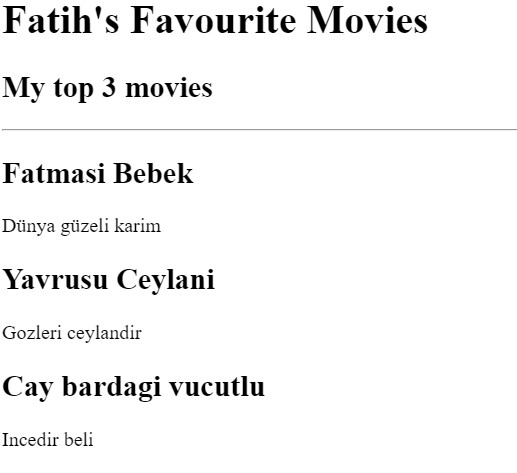 Fatih's Favourite Movies
My top 3 movies
Fatmasi Bebek
Dünya güzeli karim
Yavrusu Ceylani
Gozleri ceylandir
Cay bardagi vucutlu
Incedir beli